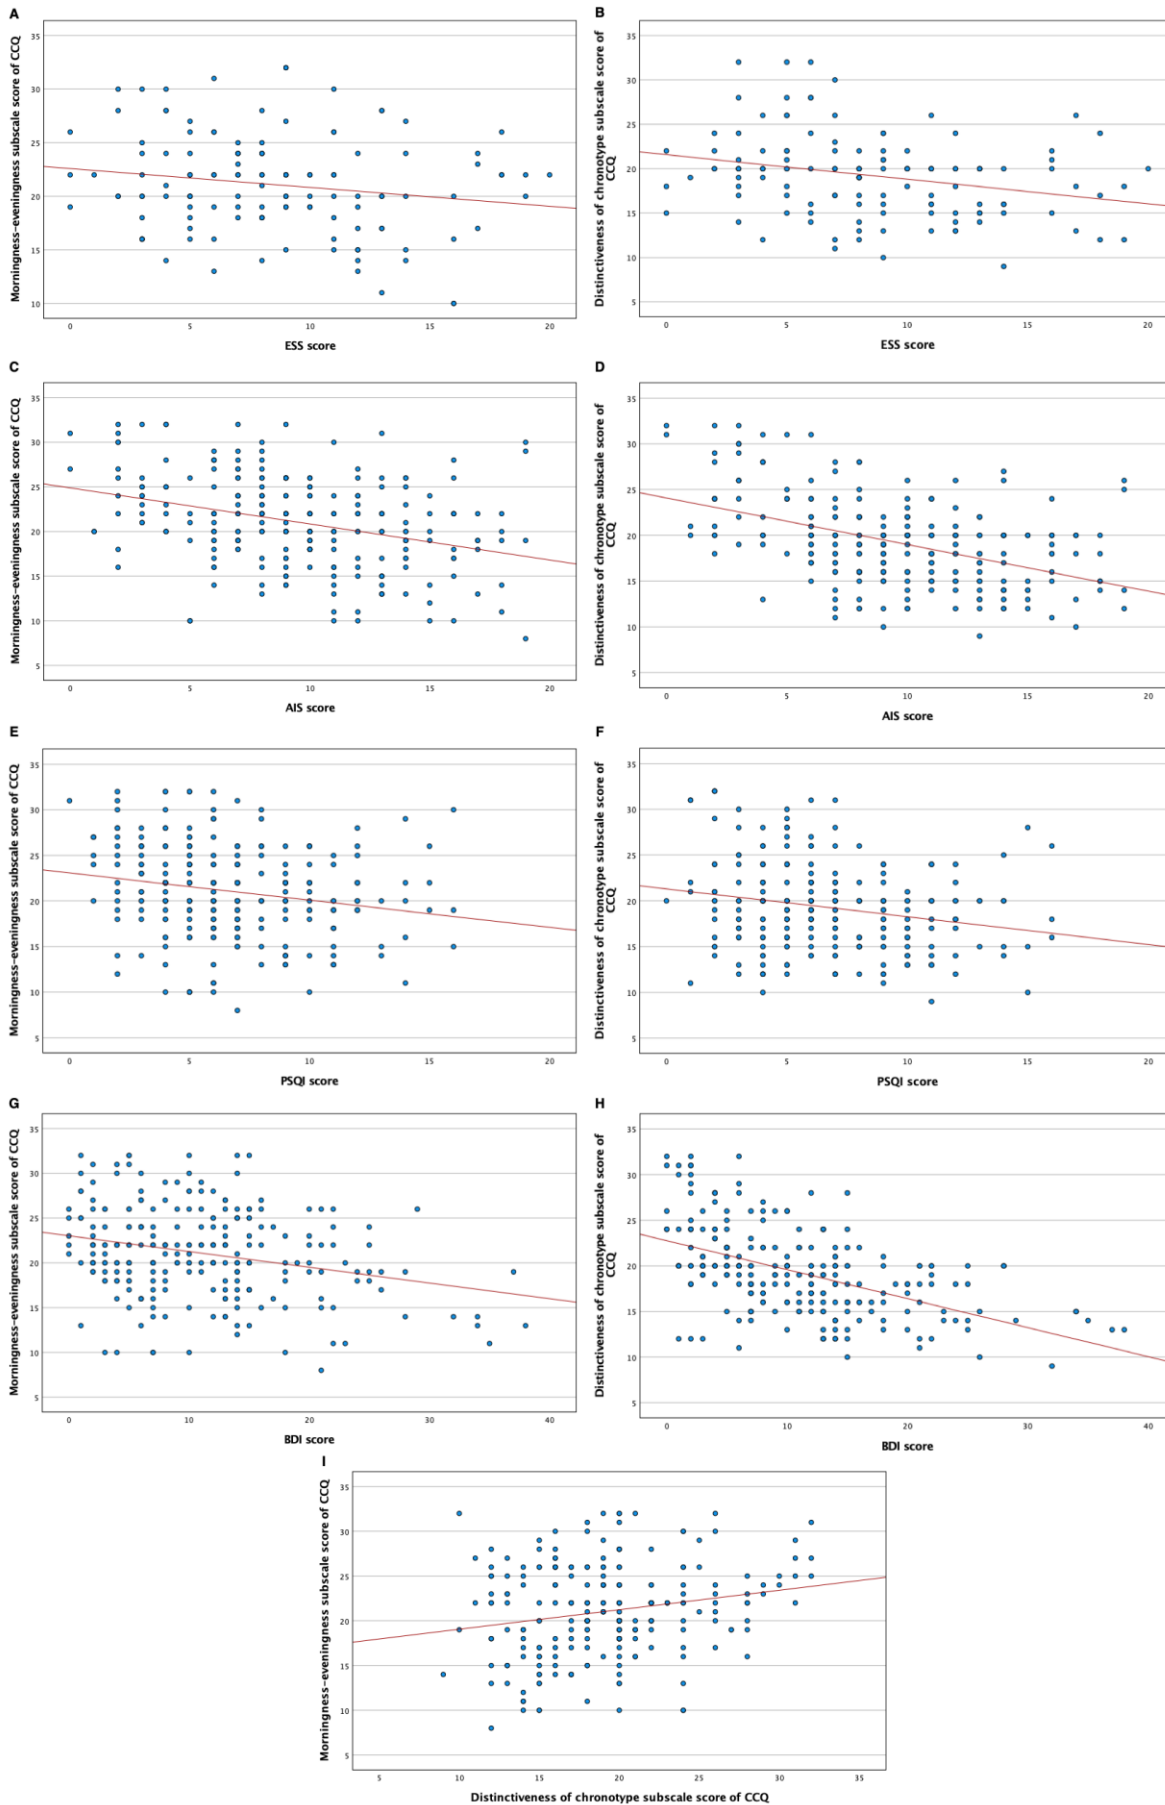 A
Morningness-eveningness subscale score of CCQ
35
30
25
20
15
10
0 5 10 15 20
ESS score
B
Distinctiveness of chronotype subscale score of
CCQ
35
30
25
20
15
10
5
0 5 10 15 20
ESS score
C
Morningness-eveningness subscale score of CCQ
35
30
25
20
15
10
5
0 5 10 15 20
AIS score
D
Distinctiveness of chronotype subscale score of
CCQ
35
30
25
20
15
10
5
0 5 10 15 20
AIS score
E
Morningness-eveningness subscale score of CCQ
35
30
25
20
15
10
5
0 5 10 15 20
PSQI score
F
Distinctiveness of chronotype subscale score of
CCQ
35
30
25
20
15
10
5
0 5 10 15 20
PSQI score
G
Morningness-eveningness subscale score of CCQ
35
30
25
20
15
10
5
0 10 20 30 40
BDI score
H
Distinctiveness of chronotype subscale score of
CCQ
35
30
25
20
15
10
5
0 10 20 30 40
BDI score
I
Morningness-eveningness subscale score of CCQ
35
30
25
20
15
10
5
5 10 15 20 25 30 35
Distinctiveness of chronotype subscale score of CCQ